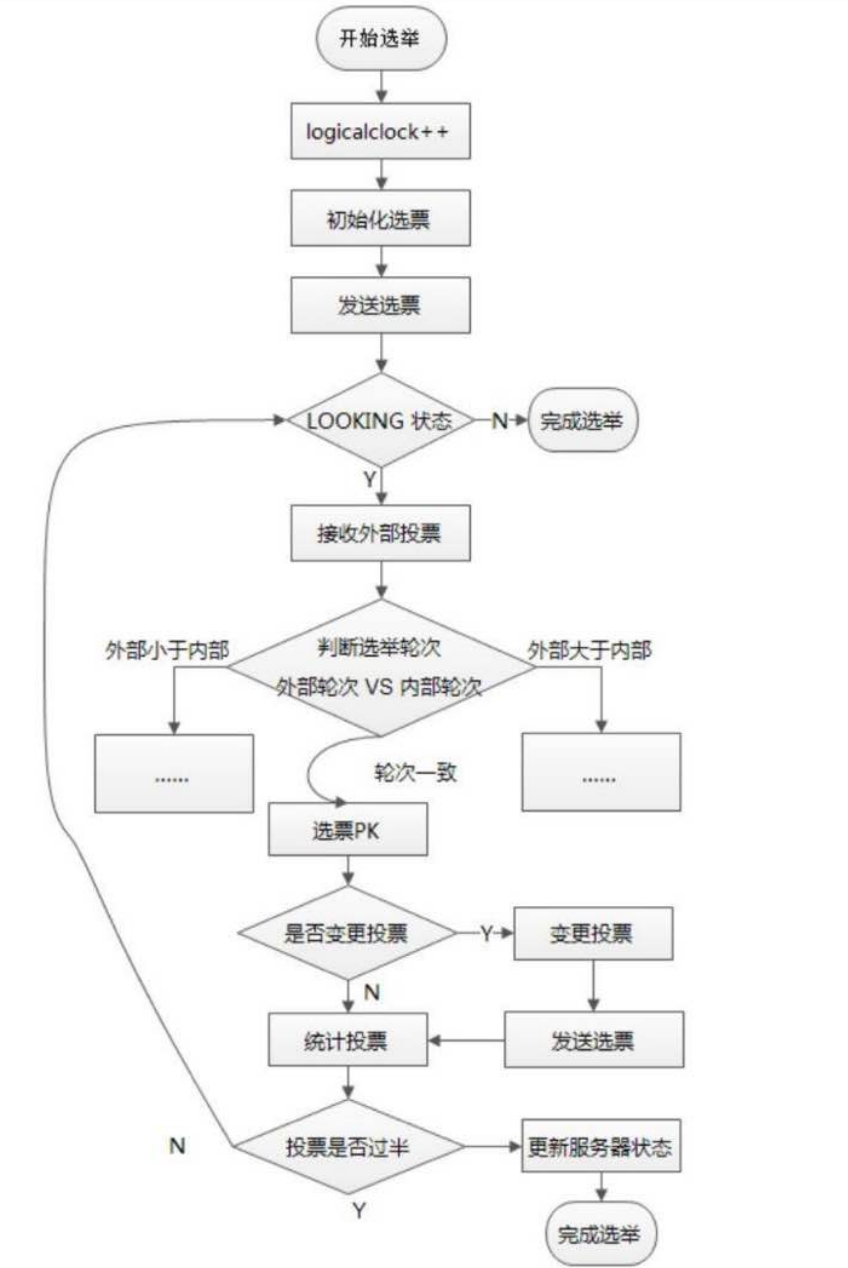 开始选举
logicalclock++
初始化选票
发送选票
LOOKING 状态
N
完成选举
Y
接收外部投票
外部小于内部
判断选举轮次
外部大于内部
外部轮次 VS 内部轮次
......
轮次一致
......
选票PK
是否变更投票
Y
变更投票
N
统计投票
发送选票
N
投票是否过半
更新服务器状态
Y
完成选举